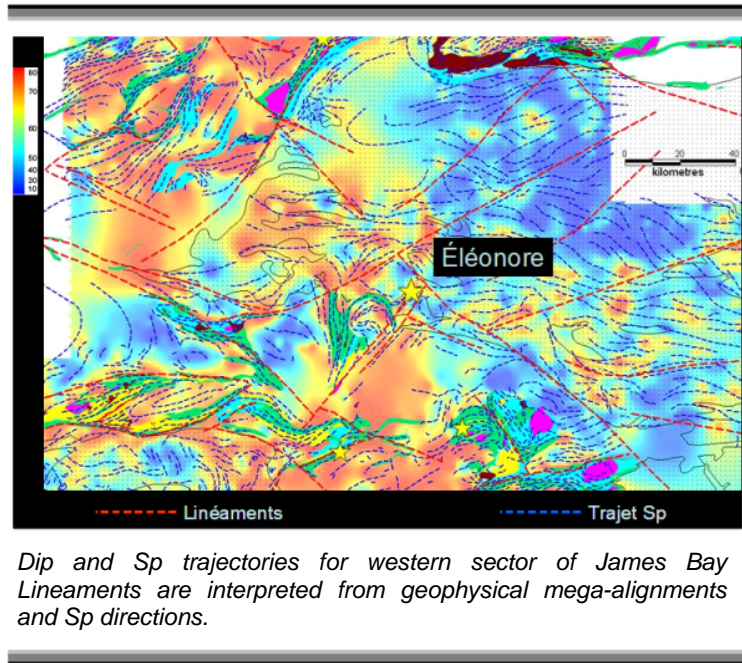 80
70
60
50
40
30
10
0 20 40
kilometres
Éléonore
Linéaments Trajet Sp
Dip and Sp trajectories for western sector of James Bay
Lineaments are interpreted from geophysical mega-alignments
and Sp directions.